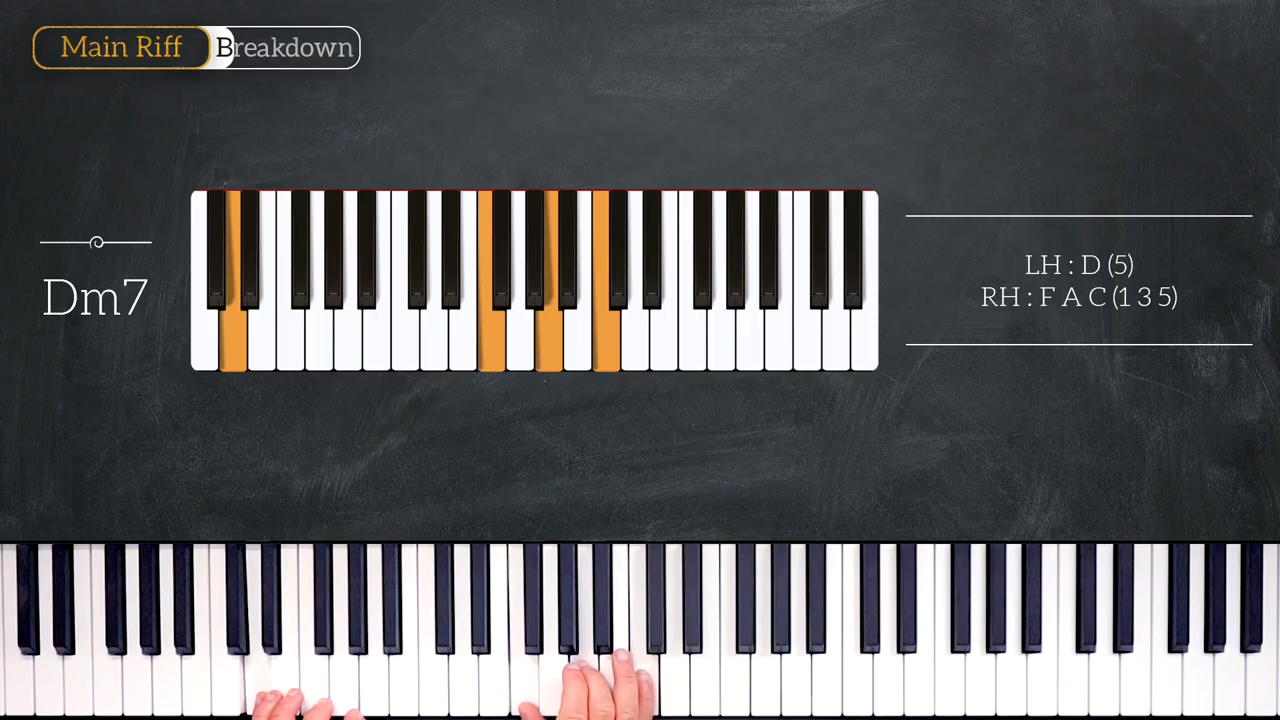 Main Riff Breakdown
Dm7
LH : D (5)
RH : F A C (1 3 5)